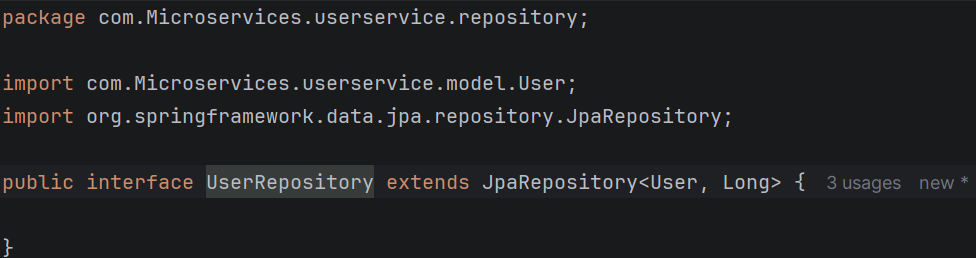 package com.Microservices.userservice.repository;
import com.Microservices.userservice.model.User;
import org.springframework.data.jpa.repository.JpaRepository;
public interface UserRepository extends JpaRepository<User, Long> { 3 usages new *
}